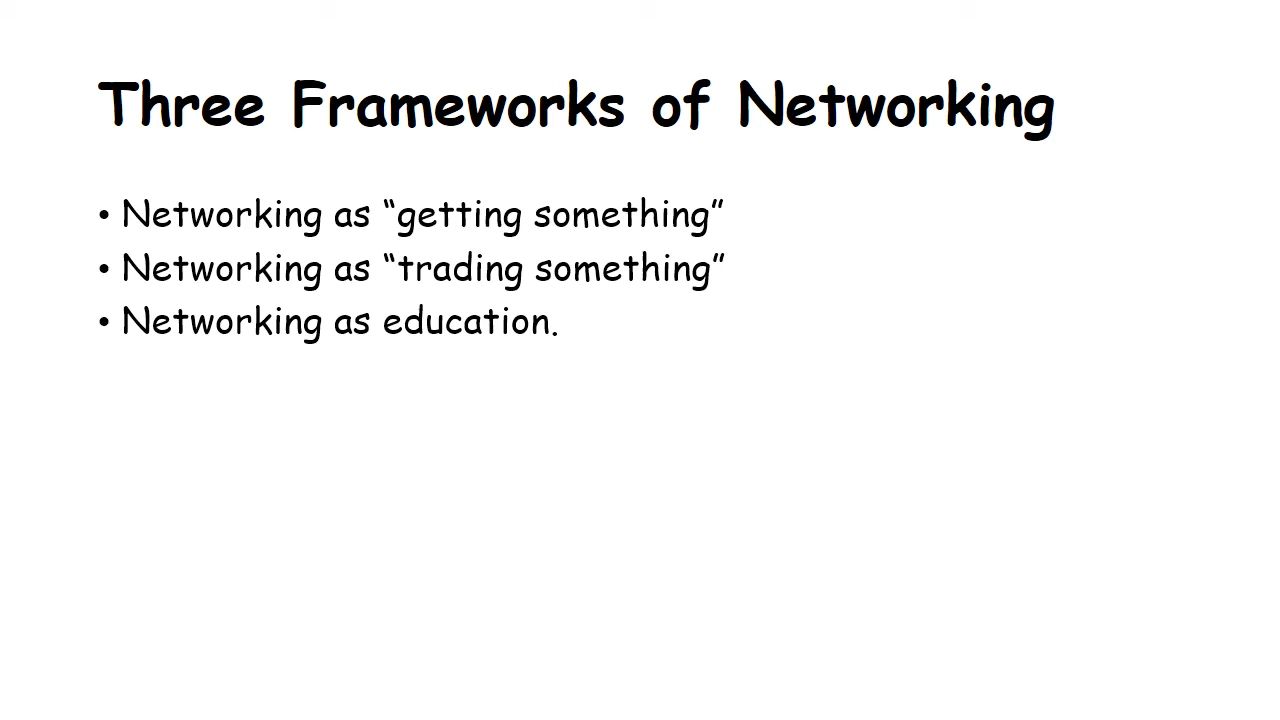 Three Frameworks of Networking
• Networking as “getting something”
• Networking as “trading something”
• Networking as education.